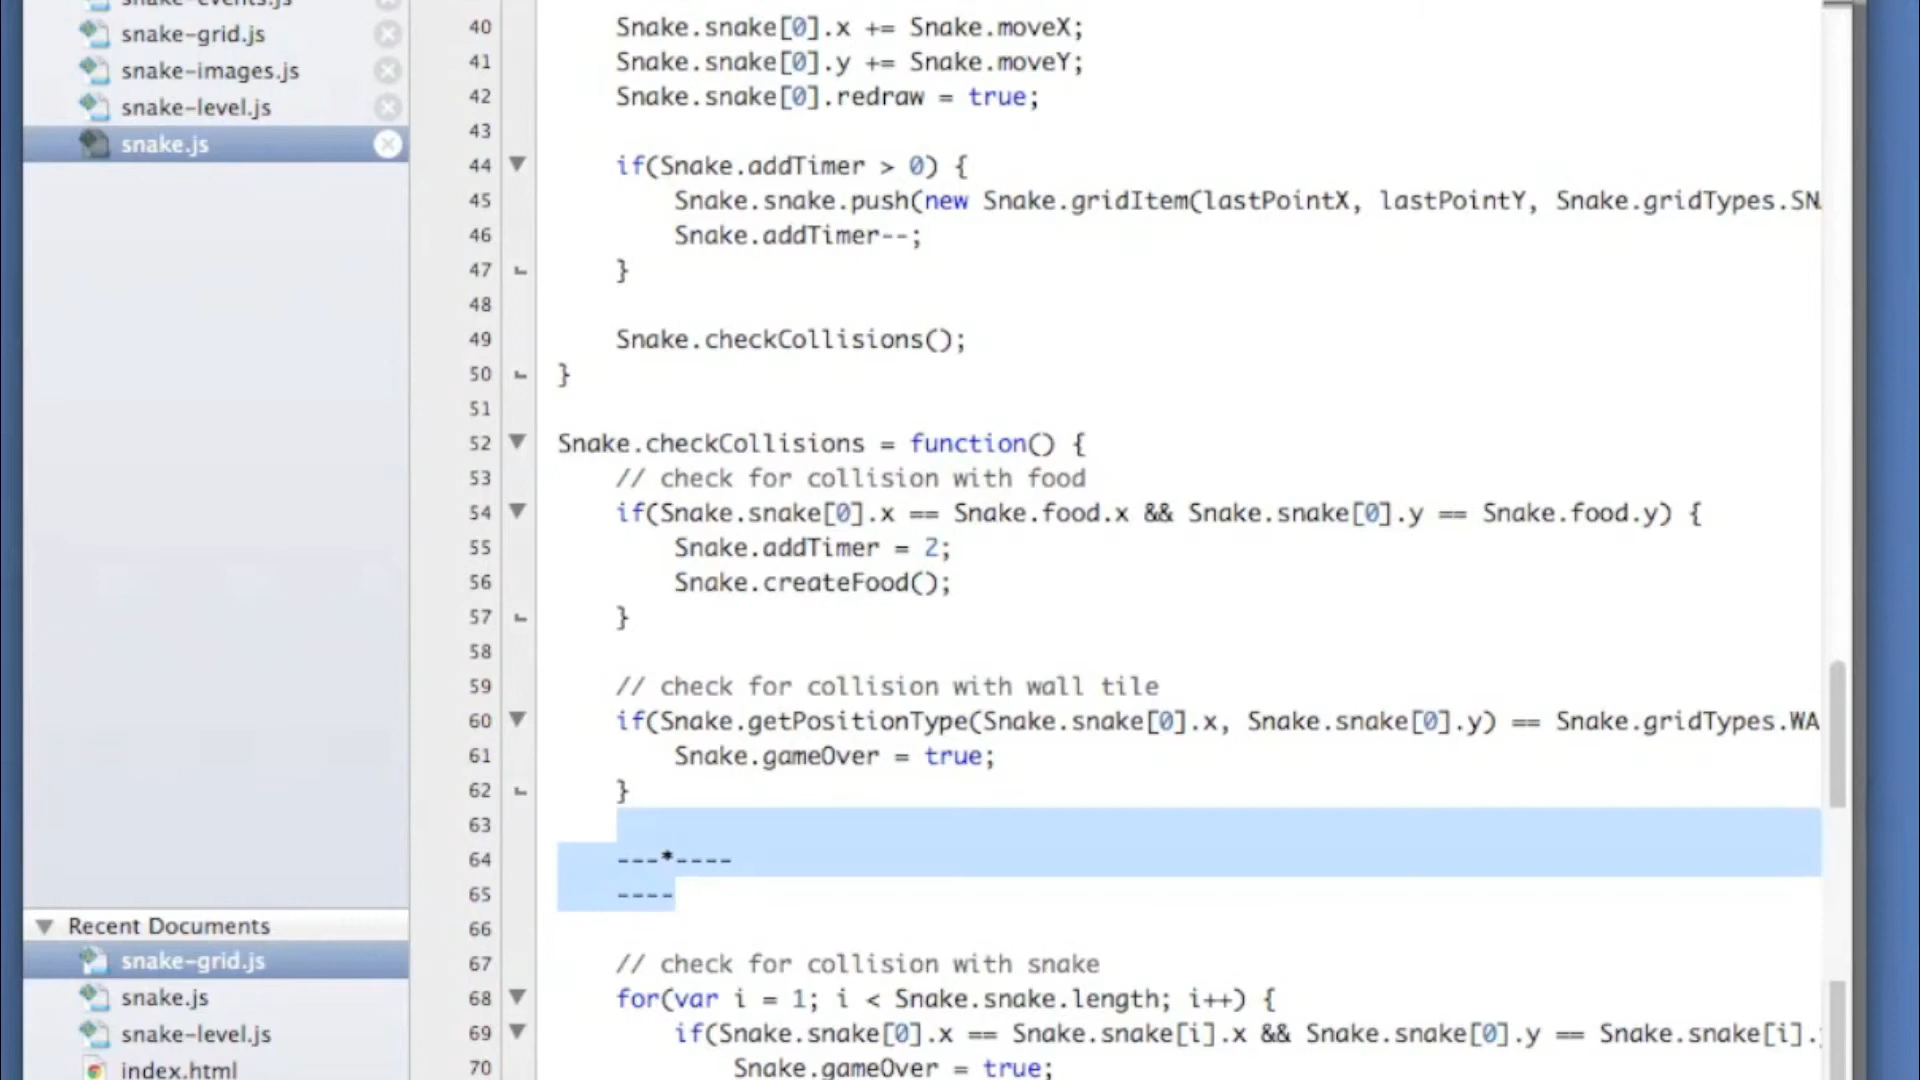 snake-events.js
snake-grid.js
snake-images.js
snake-level.js
snake.js
Recent Documents
snake-grid.js
snake.js
snake-level.js
index.html
40 Snake.snake[0].x += Snake.moveX;
41 Snake.snake[0].y += Snake.moveY;
42 Snake.snake[0].redraw = true;
43
44 if(Snake.addTimer > 0) {
45 Snake.snake.push(new Snake.gridItem(lastPointX, lastPointY, Snake.gridTypes.SN
46 Snake.addTimer--;
47 }
48
49 Snake.checkCollisions();
50 }
51
52 Snake.checkCollisions = function() {
53 // check for collision with food
54 if(Snake.snake[0].x == Snake.food.x && Snake.snake[0].y == Snake.food.y) {
55 Snake.addTimer = 2;
56 Snake.createFood();
57 }
58
59 // check for collision with wall tile
60 if(Snake.getPositionType(Snake.snake[0].x, Snake.snake[0].y) == Snake.gridTypes.WA
61 Snake.gameOver = true;
62 }
63
64 ---*----
65 ----
66
67 // check for collision with snake
68 for(var i = 1; i < Snake.snake.length; i++) {
69 if(Snake.snake[0].x == Snake.snake[i].x && Snake.snake[0].y == Snake.snake[i].
70 Snake.gameOver = true;